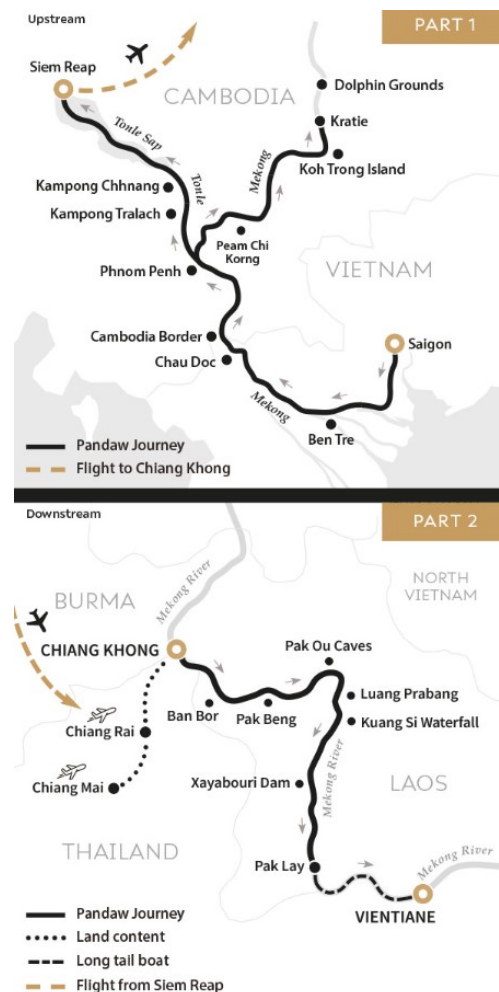 Upstream
PART 1
Siem Reap
CAMBODIA
Dolphin Grounds
Kratie
Tonle Sap
Koh Trong Island
Mekong
Kampong Chhnang
Tonle
Kampong Tralach
Peam Chi
Korng
VIETNAM
Phnom Penh
Cambodia Border
Saigon
Chau Doc
Mekong
Ben Tre
Pandaw Journey
Flight to Chiang Khong
Downstream
PART 2
Mekong River
NORTH
VIETNAM
BURMA
CHIANG KHONG
Pak Ou Caves
Luang Prabang
Ban Bor
Pak Beng
Kuang Si Waterfall
Chiang Rai
Mekong River
Chiang Mai
Xayabouri Dam
LAOS
THAILAND
Pak Lay
Mekong River
VIENTIANE
Pandaw Journey
Land content
Long tail boat
Flight from Siem Reap